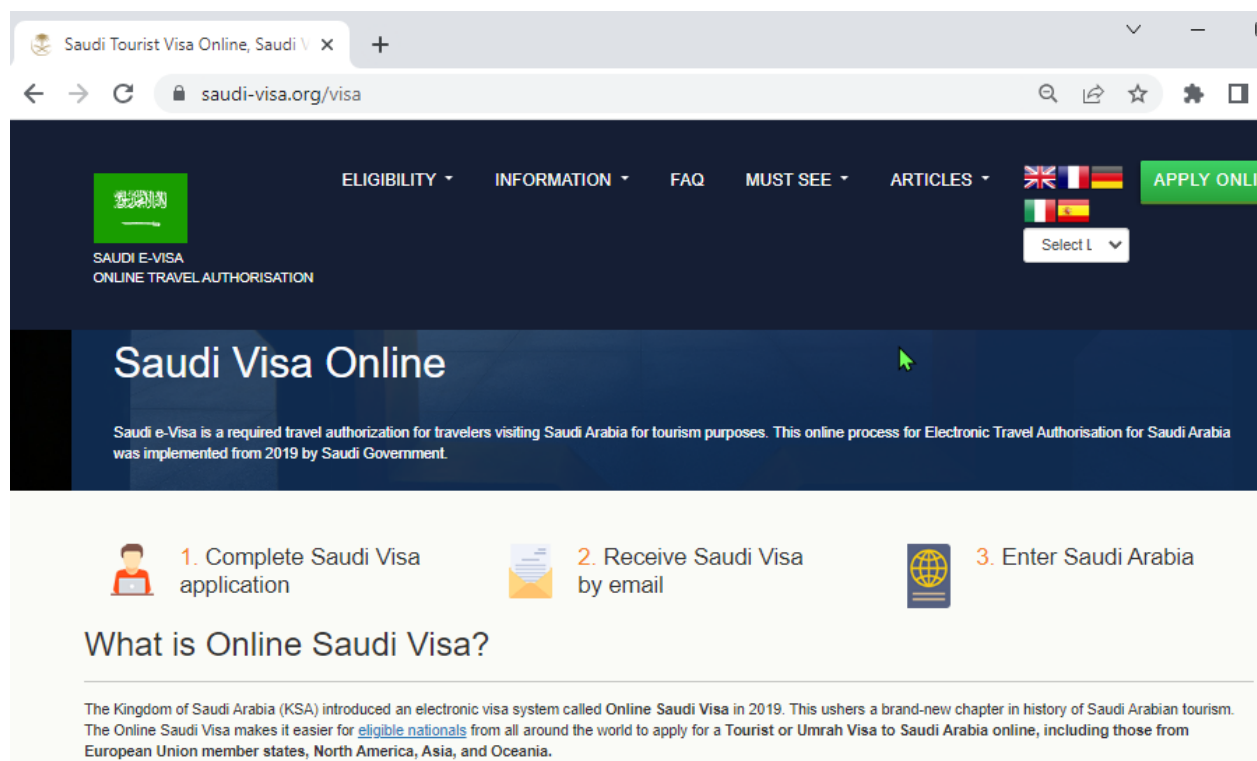 Saudi Tourist Visa Online, Saudi V
saudi-visa.org/visa
ELIGIBILITY
INFORMATION
FAQ
MUST SEE
ARTICLES
APPLY ONLI
Select L
SAUDI E-VISA
ONLINE TRAVEL AUTHORISATION
Saudi Visa Online
Saudi e-Visa is a required travel authorization for travelers visiting Saudi Arabia for tourism purposes. This online process for Electronic Travel Authorisation for Saudi Arabia
was implemented from 2019 by Saudi Government.
1. Complete Saudi Visa
application
2. Receive Saudi Visa
by email
3. Enter Saudi Arabia
What is Online Saudi Visa?
The Kingdom of Saudi Arabia (KSA) introduced an electronic visa system called Online Saudi Visa in 2019. This ushers a brand-new chapter in history of Saudi Arabian tourism.
The Online Saudi Visa makes it easier for eligible nationals from all around the world to apply for a Tourist or Umrah Visa to Saudi Arabia online, including those from
European Union member states, North America, Asia, and Oceania.